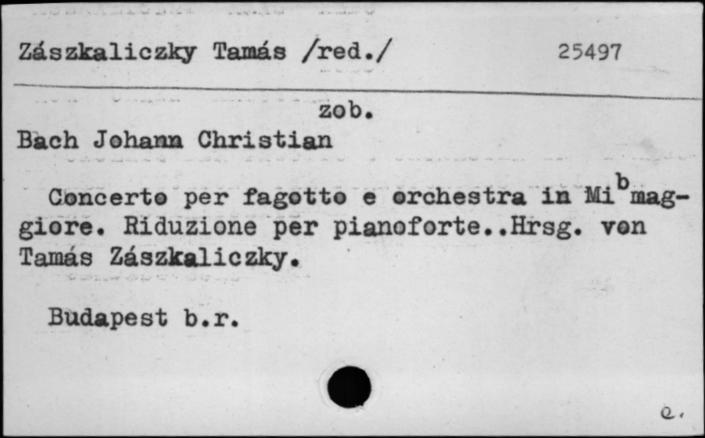 Zászkaliczky Tamás /red./ 25497
zob.
Bach Johann Christian
Concerto per fagotto e orchestra in Mi♭mag-
giore. Riduzione per pianoforte..Hrsg. von
Tamás Zászkaliczky.
Budapest b.r.
e.